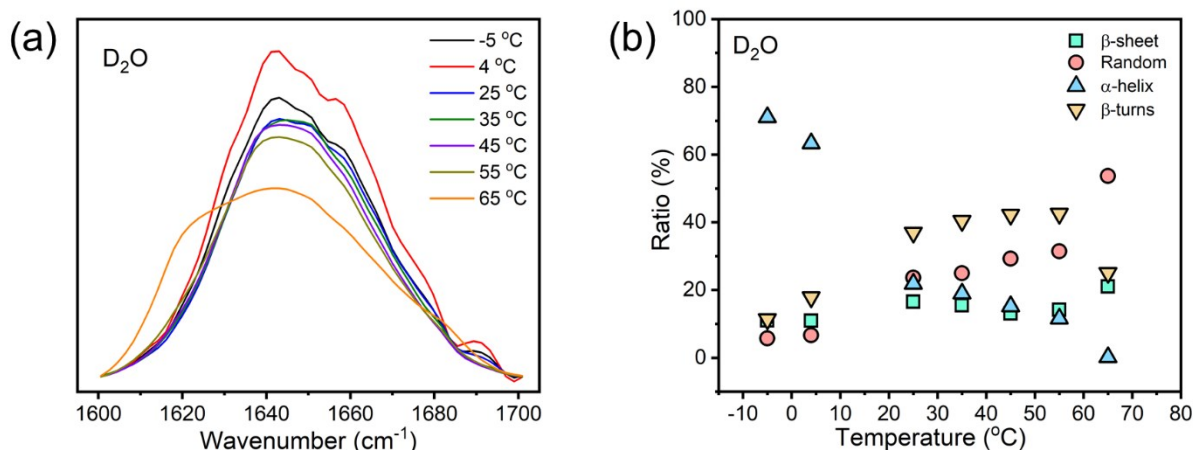 (a)
D₂O
-5 °C
4 °C
25 °C
35 °C
45 °C
55 °C
65 °C
1600 1620 1640 1660 1680 1700
Wavenumber (cm⁻¹)
(b)
D₂O
β-sheet
Random
α-helix
β-turns
Ratio (%)
100
80
60
40
20
0
-10 0 10 20 30 40 50 60 70 80
Temperature (°C)